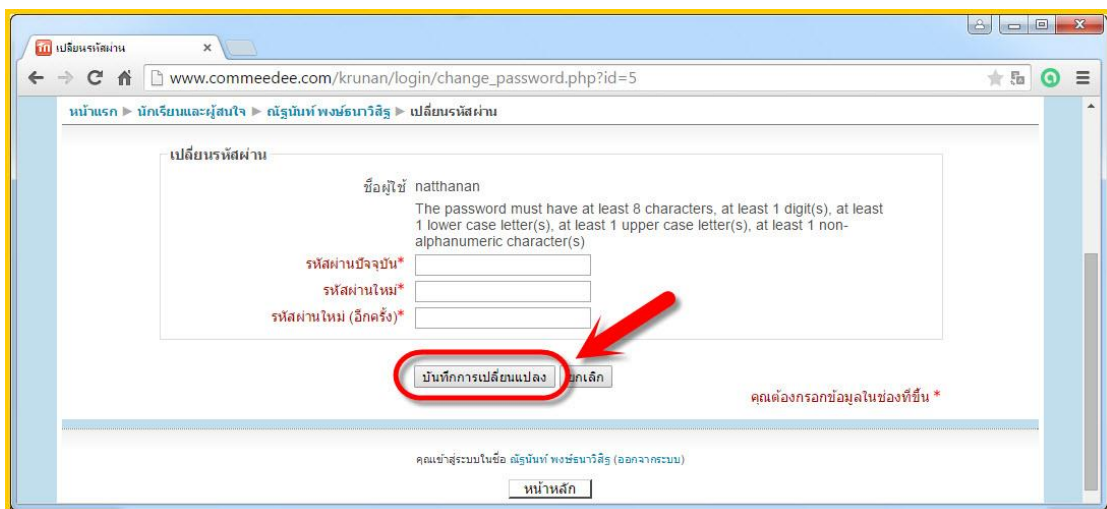 เปลี่ยนรหัสผ่าน
www.commeedee.com/krunan/login/change_password.php?id=5
หน้าแรก ► นักเรียนและผู้สนใจ ► ณัฐนันท์ พงษ์ธนาวิสิฐ ► เปลี่ยนรหัสผ่าน
เปลี่ยนรหัสผ่าน
ชื่อผู้ใช้ natthanan
The password must have at least 8 characters, at least 1 digit(s), at least
1 lower case letter(s), at least 1 upper case letter(s), at least 1 non-
alphanumeric character(s)
รหัสผ่านปัจจุบัน*
รหัสผ่านใหม่*
รหัสผ่านใหม่ (อีกครั้ง)*
บันทึกการเปลี่ยนแปลง ยกเลิก
คุณต้องกรอกข้อมูลในช่องที่ขึ้น *
คุณเข้าสู่ระบบในชื่อ ณัฐนันท์ พงษ์ธนาวิสิฐ (ออกจากระบบ)
หน้าหลัก